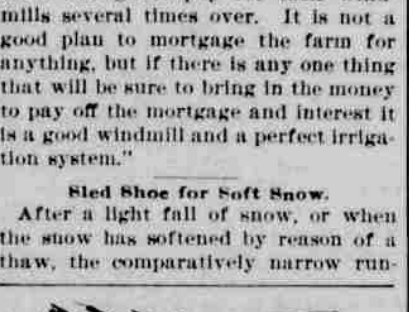 mills several times over. It is not a
good plan to mortgage the farm for
anything, but if there is any one thing
that will be sure to bring in the money
to pay off the mortgage and interest it
is a good windmill and a perfect irriga-
tion system."
Sled Shoe for Soft Snow.
After a light fall of snow, or when
the snow has softened by reason of a
thaw, the comparatively narrow run-